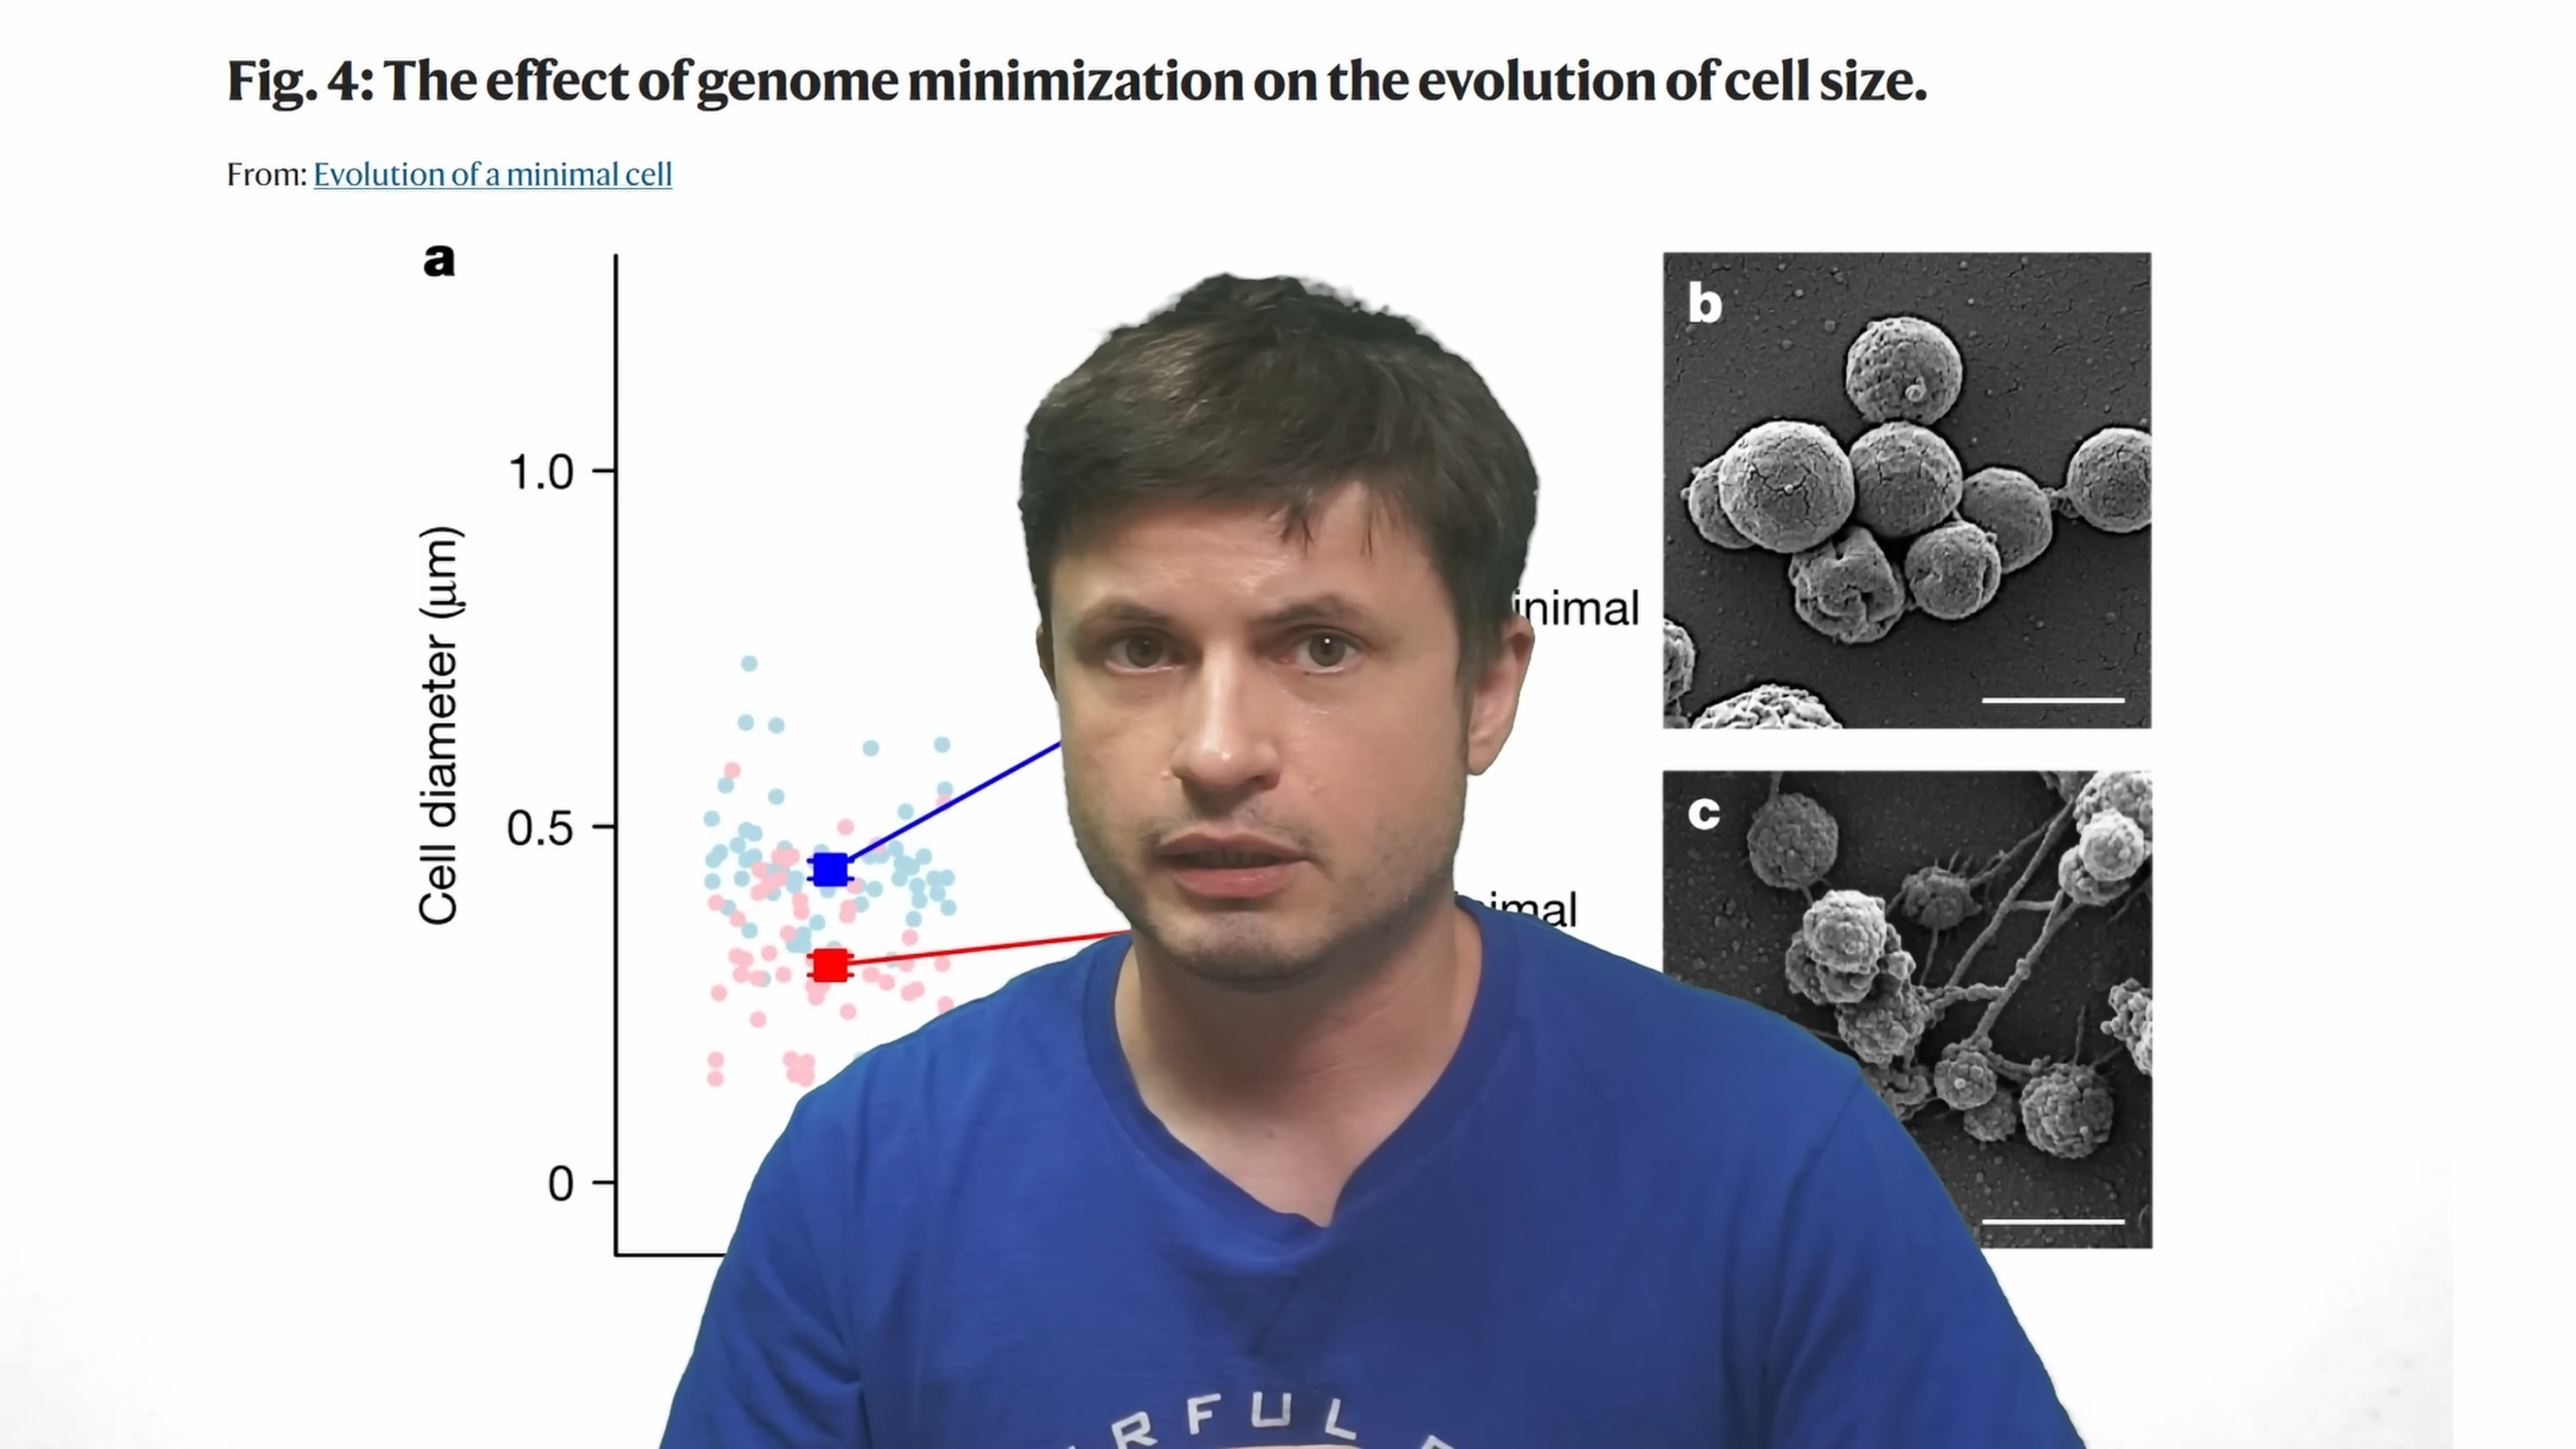 Fig. 4: The effect of genome minimization on the evolution of cell size.
From: Evolution of a minimal cell
a
b
1.0
inimal
c
Cell diameter (µm)
0.5
imal
0
RFUL